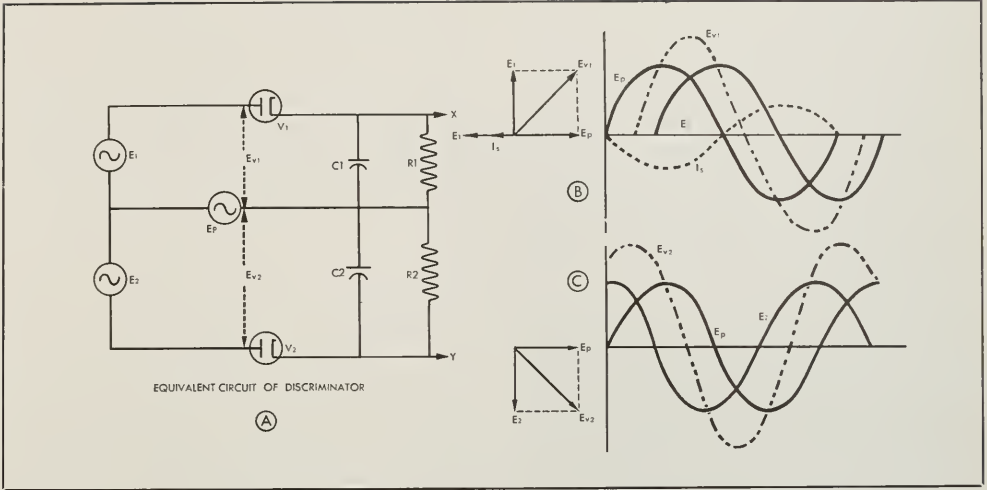 V1
X
E1
Ev1
C1
R1
Ep
Ev2
E2
C2
R2
V2
Y
EQUIVALENT CIRCUIT OF DISCRIMINATOR
A
E1
Ev1
E1
Is
Ep
B
Ev1
Ep
E
Is
C
Ep
E2
Ev2
Ev2
Ep
E2